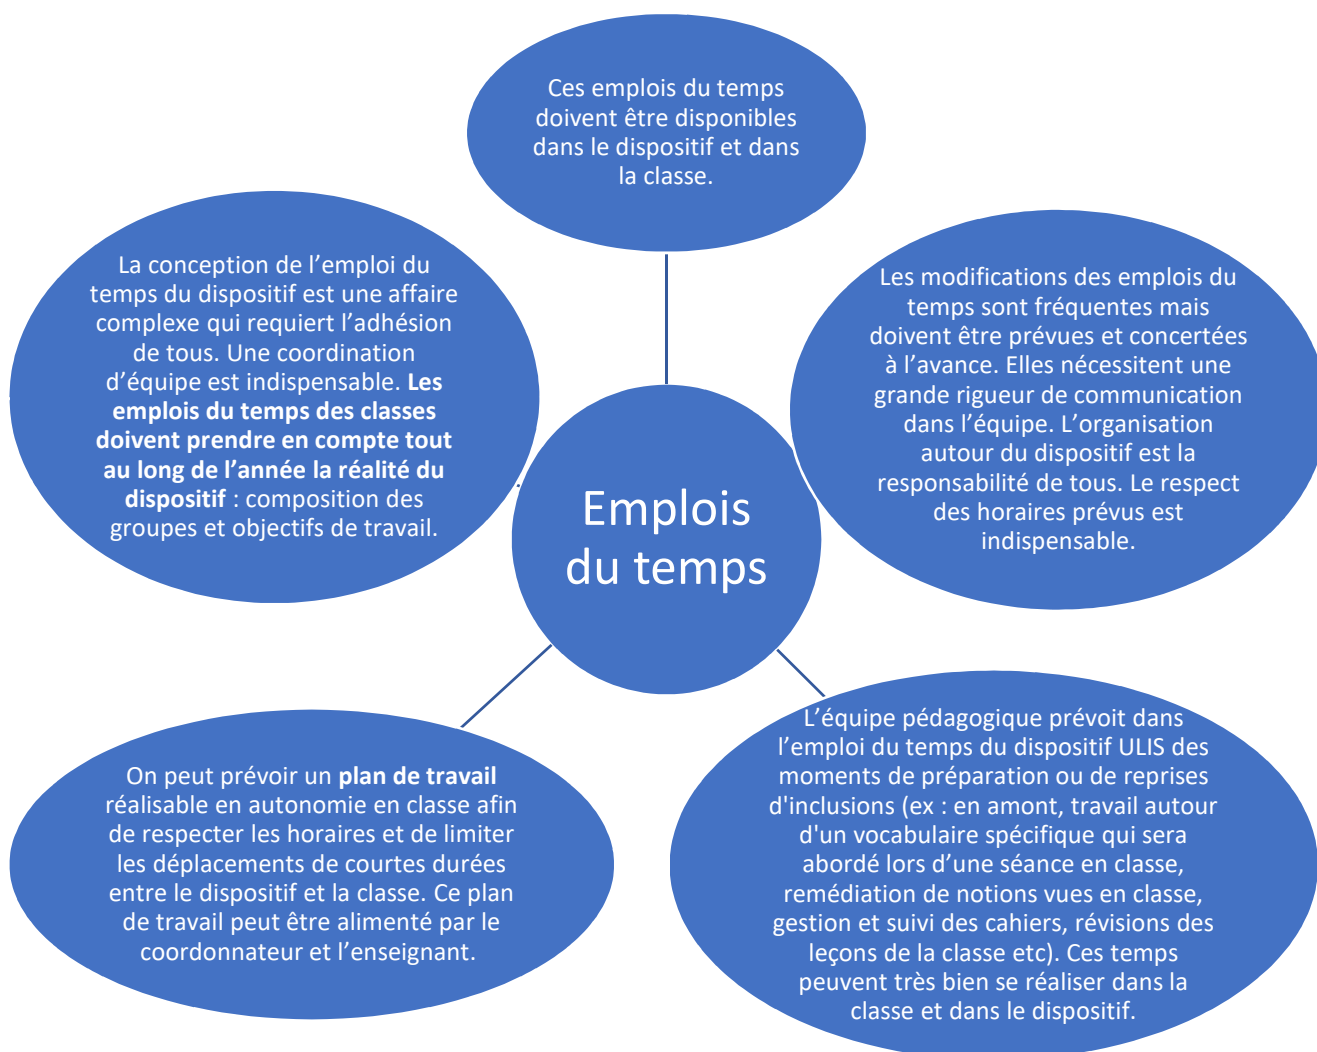 Ces emplois du temps
doivent être disponibles
dans le dispositif et dans
la classe.
La conception de l’emploi du
temps du dispositif est une affaire
complexe qui requiert l’adhésion
de tous. Une coordination
d’équipe est indispensable. Les
emplois du temps des classes
doivent prendre en compte tout
au long de l’année la réalité du
dispositif : composition des
groupes et objectifs de travail.
Les modifications des emplois du
temps sont fréquentes mais
doivent être prévues et concertées
à l’avance. Elles nécessitent une
grande rigueur de communication
dans l’équipe. L’organisation
autour du dispositif est la
responsabilité de tous. Le respect
des horaires prévus est
indispensable.
Emplois
du temps
On peut prévoir un plan de travail
réalisable en autonomie en classe afin
de respecter les horaires et de limiter
les déplacements de courtes durées
entre le dispositif et la classe. Ce plan
de travail peut être alimenté par le
coordonnateur et l’enseignant.
L’équipe pédagogique prévoit dans
l’emploi du temps du dispositif ULIS des
moments de préparation ou de reprises
d'inclusions (ex : en amont, travail autour
d'un vocabulaire spécifique qui sera
abordé lors d’une séance en classe,
remédiation de notions vues en classe,
gestion et suivi des cahiers, révisions des
leçons de la classe etc). Ces temps
peuvent très bien se réaliser dans la
classe et dans le dispositif.